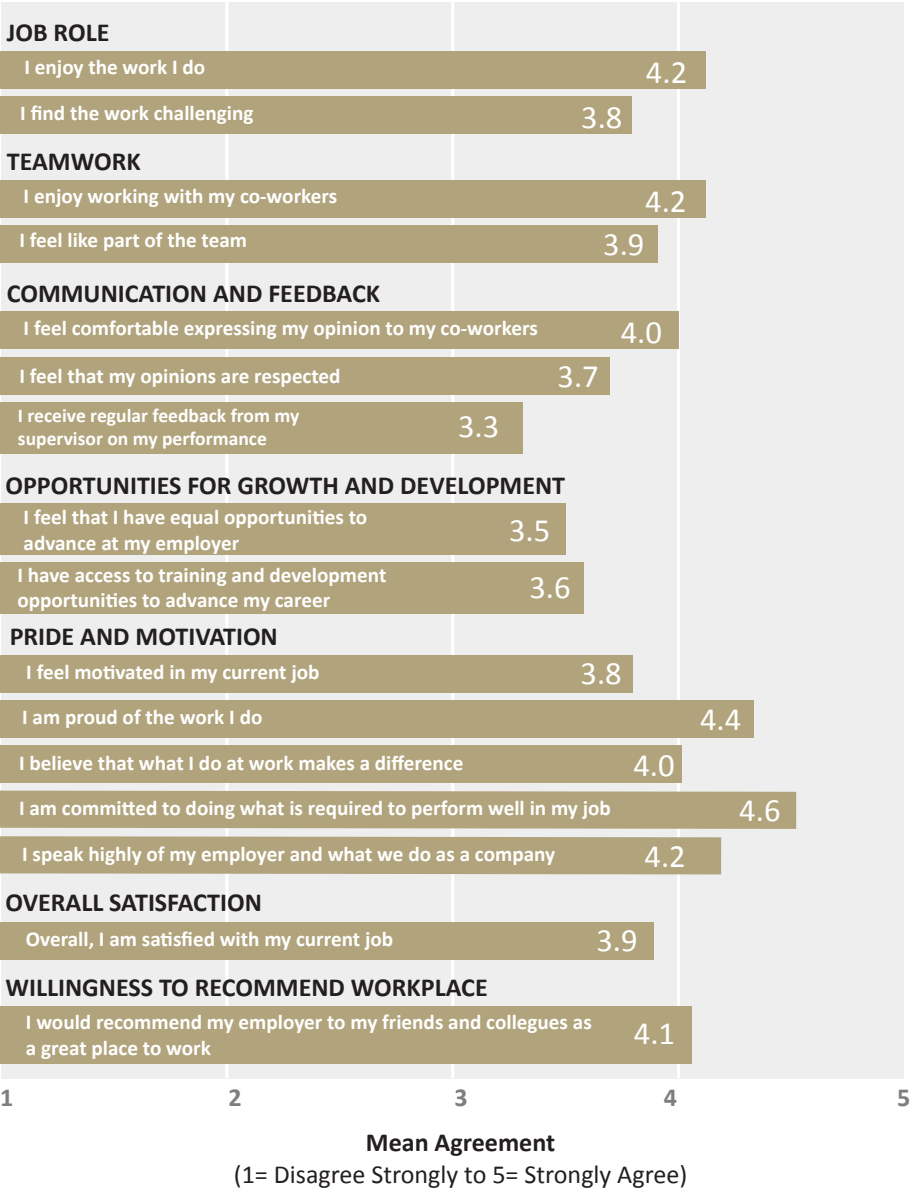 JOB ROLE
I enjoy the work I do 4.2
I find the work challenging 3.8
TEAMWORK
I enjoy working with my co-workers 4.2
I feel like part of the team 3.9
COMMUNICATION AND FEEDBACK
I feel comfortable expressing my opinion to my co-workers 4.0
I feel that my opinions are respected 3.7
I receive regular feedback from my
supervisor on my performance 3.3
OPPORTUNITIES FOR GROWTH AND DEVELOPMENT
I feel that I have equal opportunities to
advance at my employer 3.5
I have access to training and development
opportunities to advance my career 3.6
PRIDE AND MOTIVATION
I feel motivated in my current job 3.8
I am proud of the work I do 4.4
I believe that what I do at work makes a difference 4.0
I am committed to doing what is required to perform well in my job 4.6
I speak highly of my employer and what we do as a company 4.2
OVERALL SATISFACTION
Overall, I am satisfied with my current job 3.9
WILLINGNESS TO RECOMMEND WORKPLACE
I would recommend my employer to my friends and collegues as
a great place to work 4.1
1 2 3 4 5
Mean Agreement
(1= Disagree Strongly to 5= Strongly Agree)